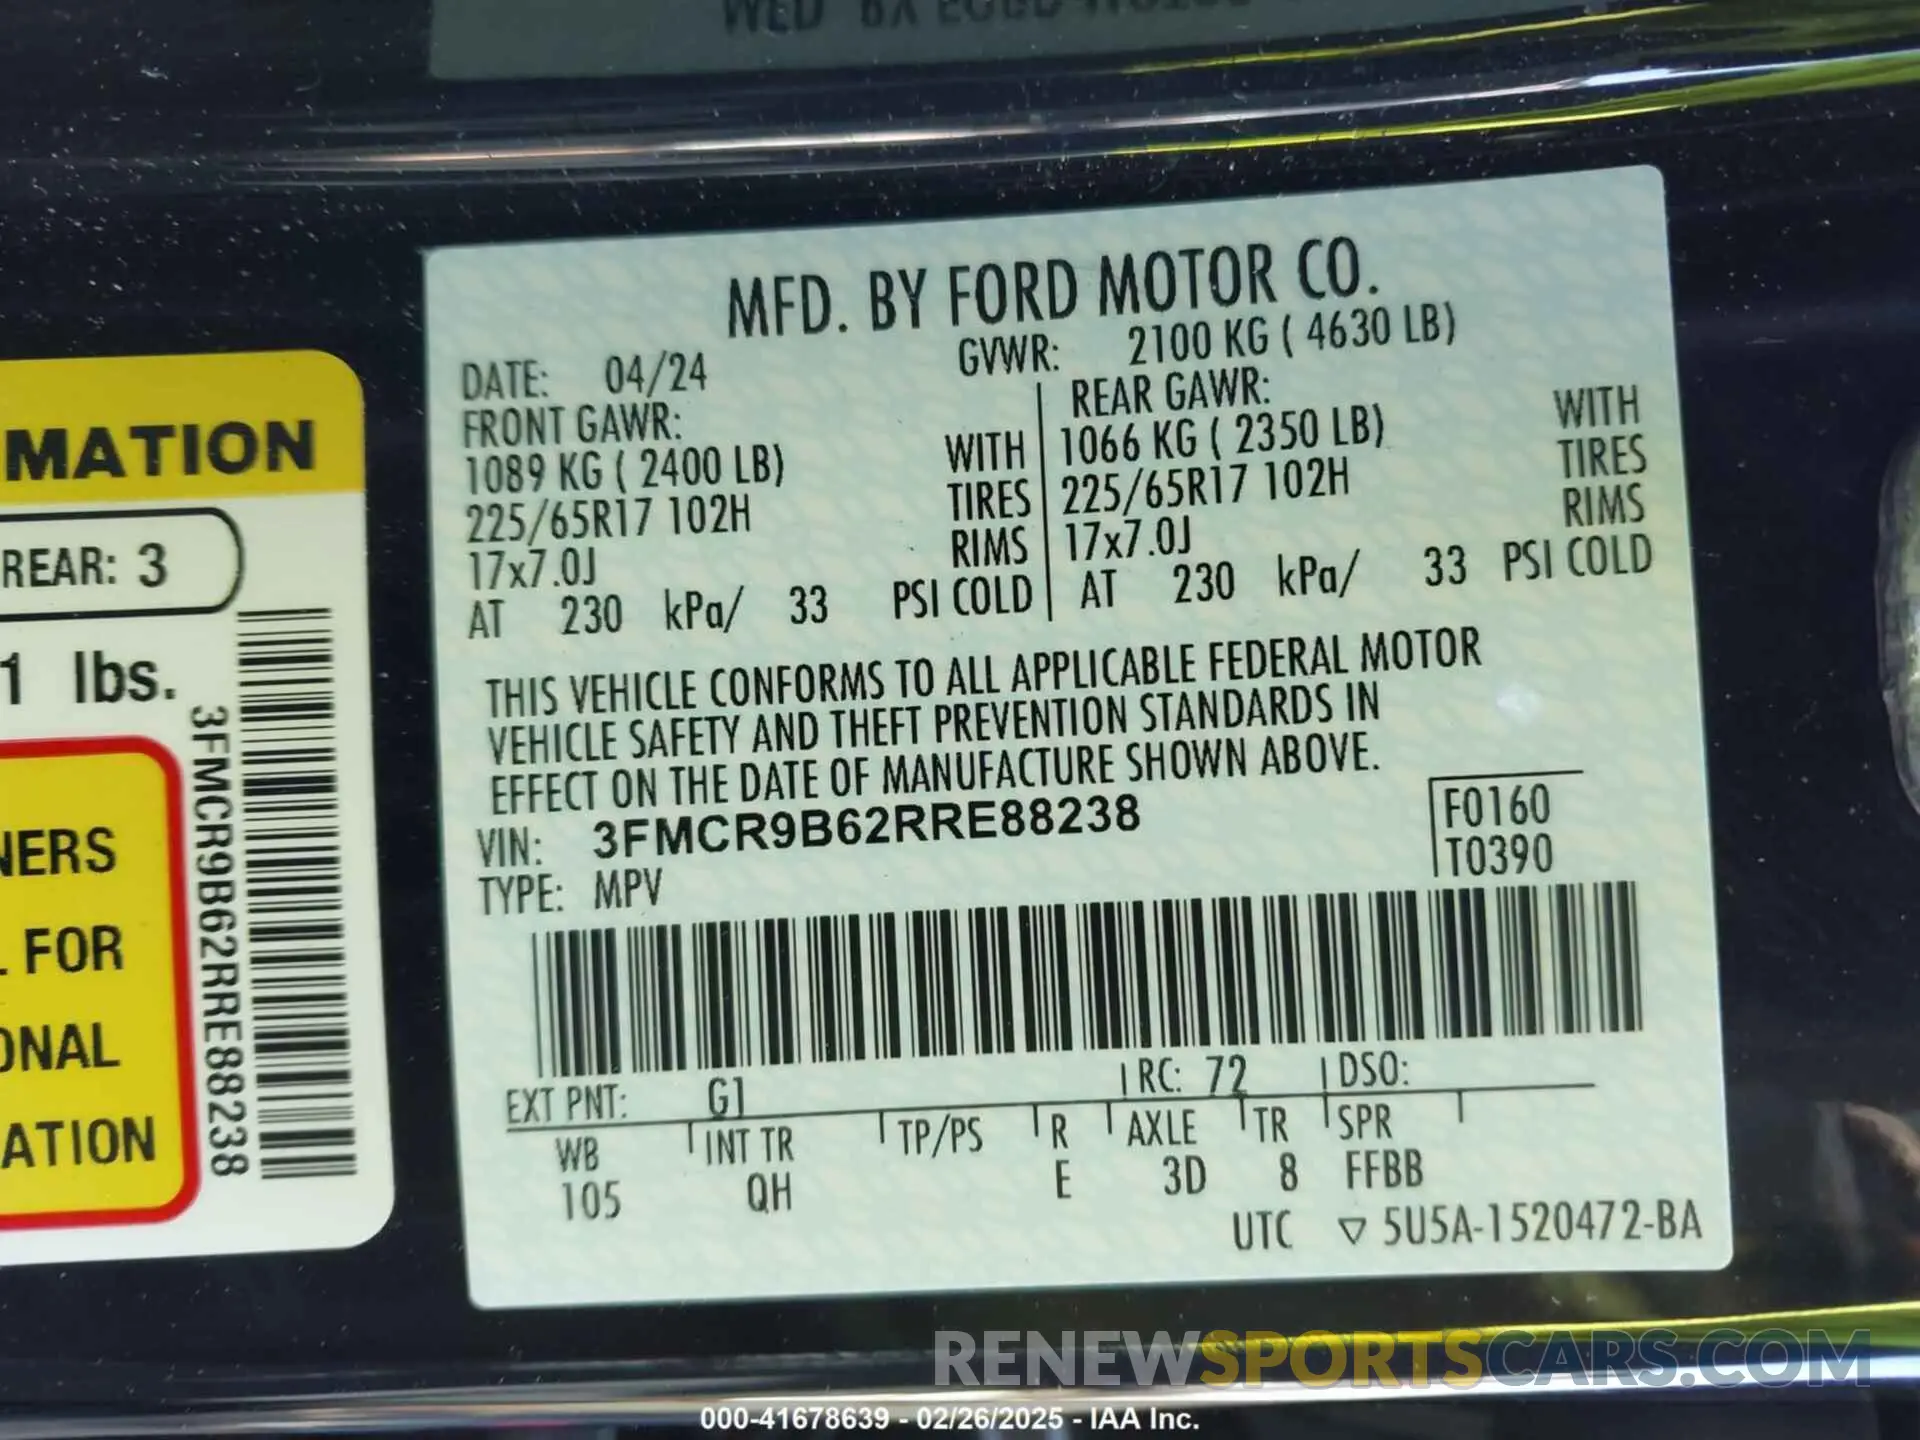 MFD. BY FORD MOTOR CO.
DATE: 04/24 GVWR: 2100 KG ( 4630 LB)
FRONT GAWR: REAR GAWR:
1089 KG ( 2400 LB) WITH 1066 KG ( 2350 LB) WITH
225/65R17 102H TIRES 225/65R17 102H TIRES
17x7.0J RIMS 17x7.0J RIMS
AT 230 kPa/ 33 PSI COLD AT 230 kPa/ 33 PSI COLD
THIS VEHICLE CONFORMS TO ALL APPLICABLE FEDERAL MOTOR
VEHICLE SAFETY AND THEFT PREVENTION STANDARDS IN
EFFECT ON THE DATE OF MANUFACTURE SHOWN ABOVE.
VIN: 3FMCR9B62RRE88238 F0160
TYPE: MPV T0390
EXT PNT: G1 RC: 72 DSO:
WB INT TR TP/PS R AXLE TR SPR
105 QH E 3D 8 FFBB
UTC ▽ 5U5A-1520472-BA
MATION
REAR: 3
1 lbs.
3FMCR9B62RRE88238
NERS
FOR
ONAL
ATION
RENEWSPORTSCARS.COM
000-41678639 - 02/26/2025 - IAA Inc.